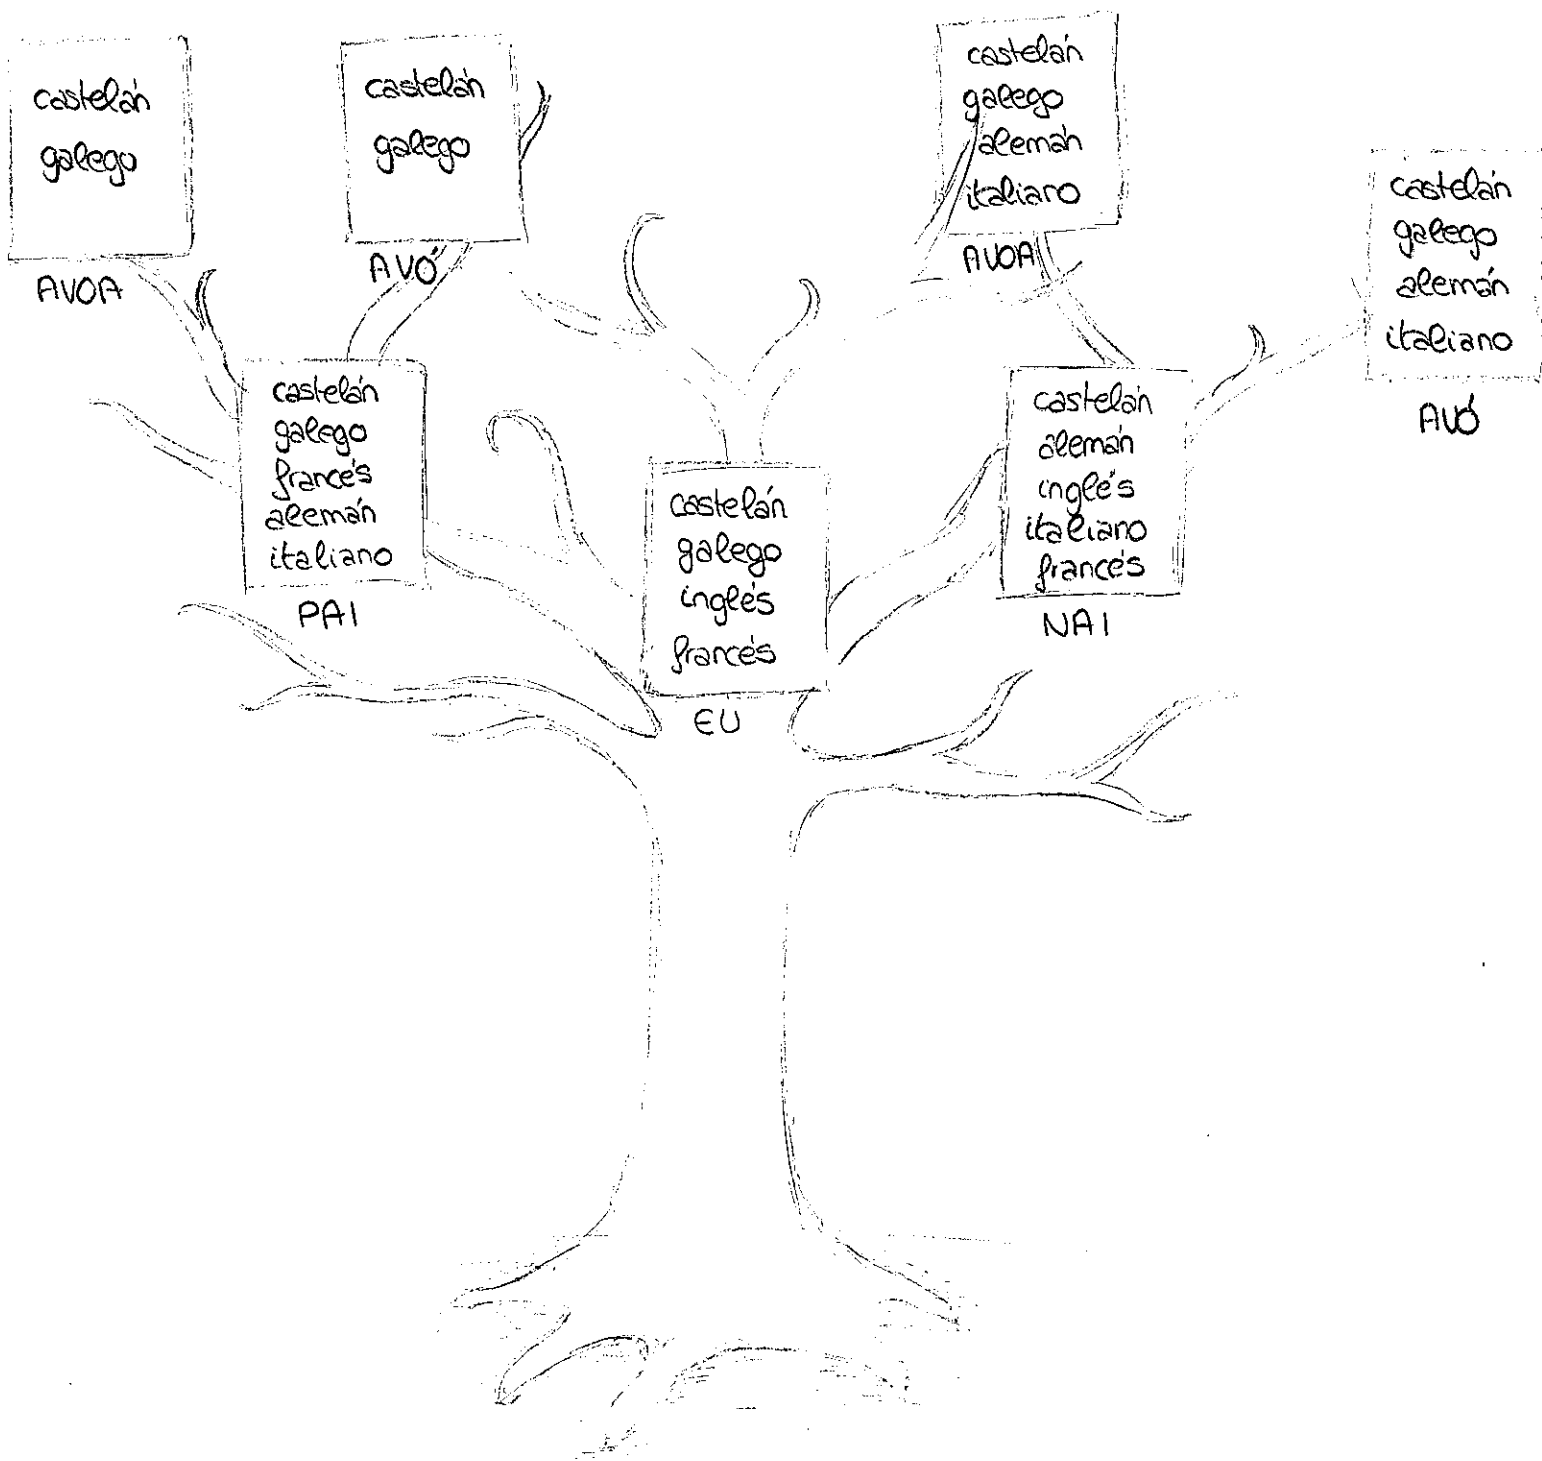 castelán
galego
AVOA
castelán
galego
AVÓ
castelán
galego
alemán
italiano
AVOA
castelán
galego
alemán
italiano
AVÓ
castelán
galego
francés
alemán
italiano
PAI
castelán
galego
inglés
francés
EU
castelán
alemán
inglés
italiano
francés
NAI